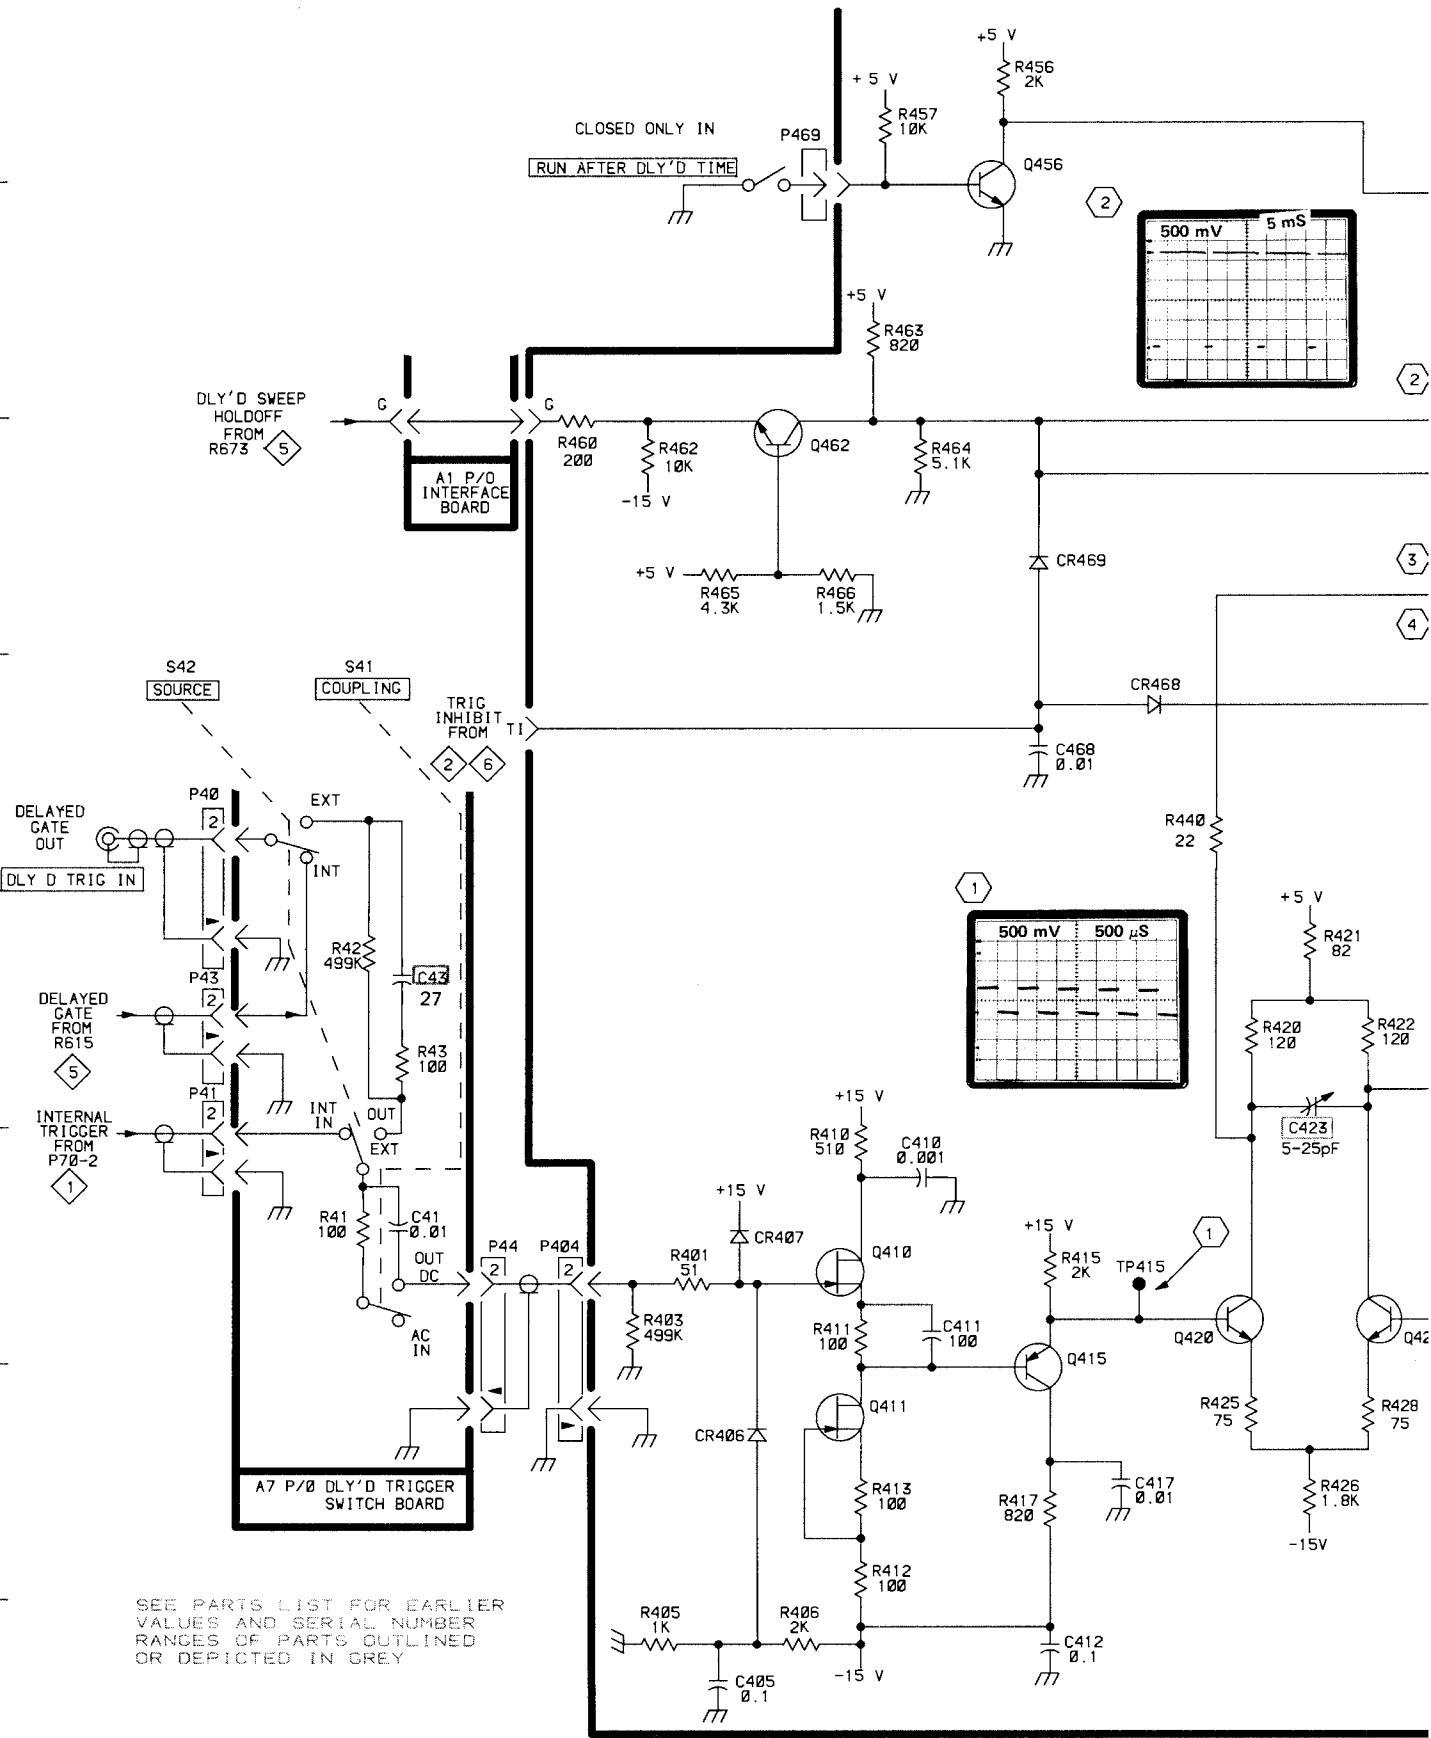 +5 V
R456
2K
+ 5 V
R457
10K
CLOSED ONLY IN
P469
RUN AFTER DLY'D TIME
Q456
2
500 mV
5 mS
+5 V
R463
820
2
DLY'D SWEEP
HOLDOFF
FROM
R673
5
G
G
R460
200
R462
10K
-15 V
Q462
R464
5.1K
A1 P/O
INTERFACE
BOARD
+5 V
R465
4.3K
R466
1.5K
CR469
3
4
S42
SOURCE
S41
COUPLING
TRIG
INHIBIT
FROM
TI
2
6
CR468
C468
0.01
P40
2
EXT
INT
DELAYED
GATE
OUT
DLY D TRIG IN
R440
22
1
500 mV
500 µS
+5 V
R421
82
R42
499K
C43
27
P43
2
DELAYED
GATE
FROM
R615
5
R43
100
R420
120
R422
120
P41
2
INTERNAL
TRIGGER
FROM
P70-2
1
INT
IN
OUT
EXT
+15 V
R410
510
C410
0.001
C423
5-25pF
R41
100
C41
0.01
OUT
DC
AC
IN
P44
2
P404
2
+15 V
CR407
R401
51
R403
499K
Q410
+15 V
R415
2K
1
TP415
R411
100
C411
100
Q415
Q420
Q42
Q411
CR406
R425
75
R428
75
A7 P/O DLY'D TRIGGER
SWITCH BOARD
R413
100
R417
820
C417
0.01
R426
1.8K
-15V
R412
100
SEE PARTS LIST FOR EARLIER
VALUES AND SERIAL NUMBER
RANGES OF PARTS OUTLINED
OR DEPICTED IN GREY
R405
1K
R406
2K
C405
0.1
-15 V
C412
0.1